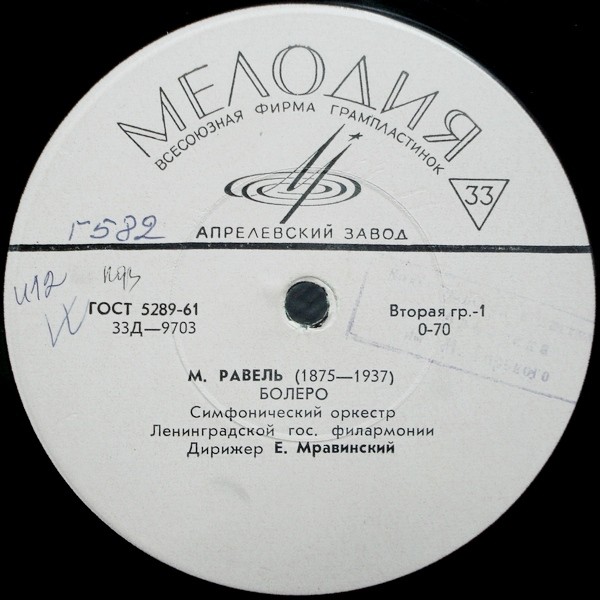 МЕЛОДИЯ
ВСЕСОЮЗНАЯ ФИРМА ГРАМПЛАСТИНОК
33
АПРЕЛЕВСКИЙ ЗАВОД
г582
и12
ГОСТ 5289-61
33Д—9703
Вторая гр.-1
0-70
М. РАВЕЛЬ (1875—1937)
БОЛЕРО
Симфонический оркестр
Ленинградской гос. филармонии
Дирижер Е. Мравинский